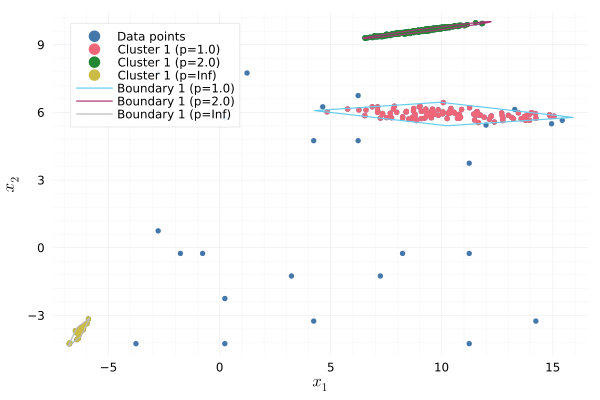 Data points
Cluster 1 (p=1.0)
Cluster 1 (p=2.0)
Cluster 1 (p=Inf)
Boundary 1 (p=1.0)
Boundary 1 (p=2.0)
Boundary 1 (p=Inf)
9
6
3
0
−3
x₂
−5 0 5 10 15
x₁